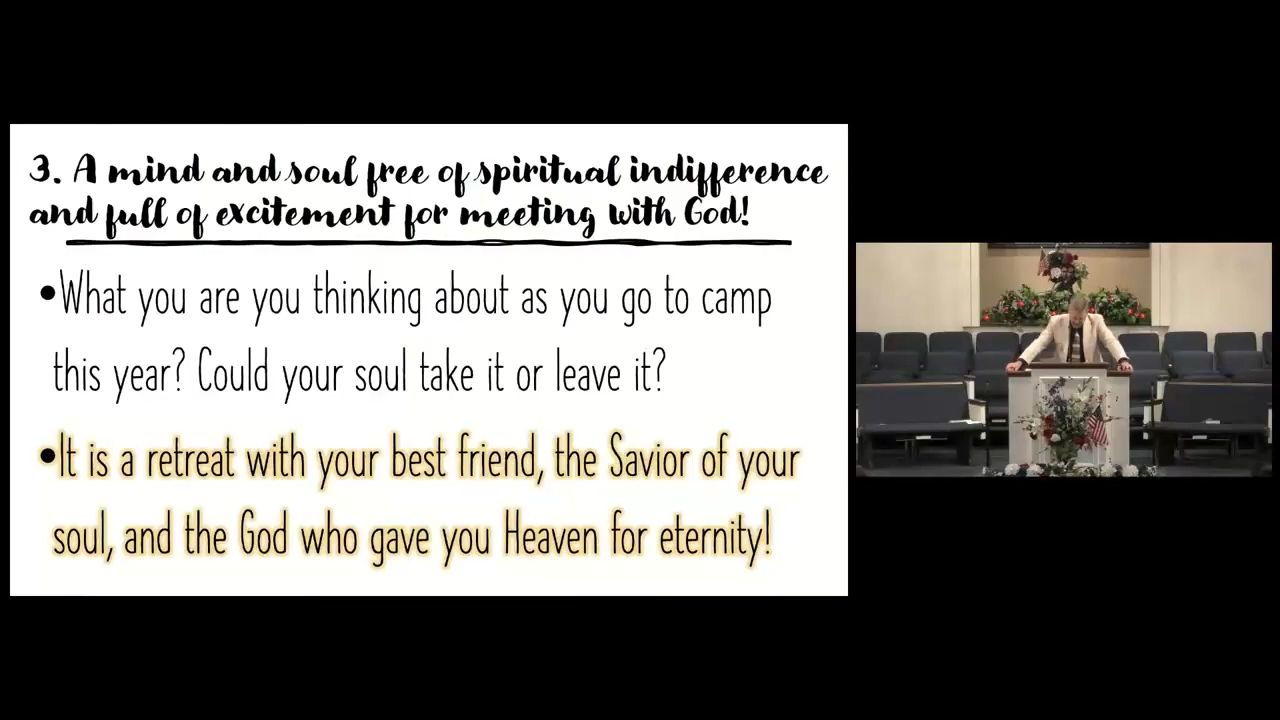 3. A mind and soul free of spiritual indifference
and full of excitement for meeting with God!
•What you are you thinking about as you go to camp
this year? Could your soul take it or leave it?
•It is a retreat with your best friend, the Savior of your
soul, and the God who gave you Heaven for eternity!